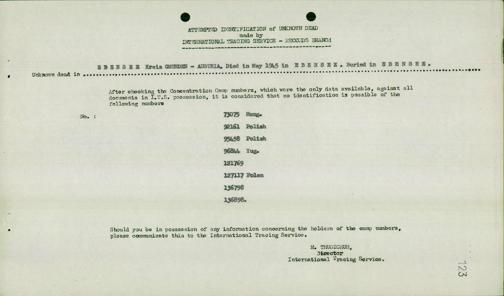 ATTEMPTED IDENTIFICATION of UNKNOWN DEAD
made by
INTERNATIONAL TRACING SERVICE - RECORDS BRANCH
Unknown dead in EBENSEE Kreis GMUNDEN - AUSTRIA, Died in May 1945 in EBENSEE. Buried in EBENSEE.
After checking the Concentration Camp numbers, which were the only data available, against all
documents in I.T.S. possession, it is considered that no identification is possible of the
following numbers
No. :
73075 Hung.
92161 Polish
95458 Polish
96844 Yug.
121769
127117 Polen
136798
136898.
Should you be in possession of any information concerning the holders of the camp numbers,
please communicate this to the International Tracing Service.
M. THUDICHUM,
Director
International Tracing Service.
123